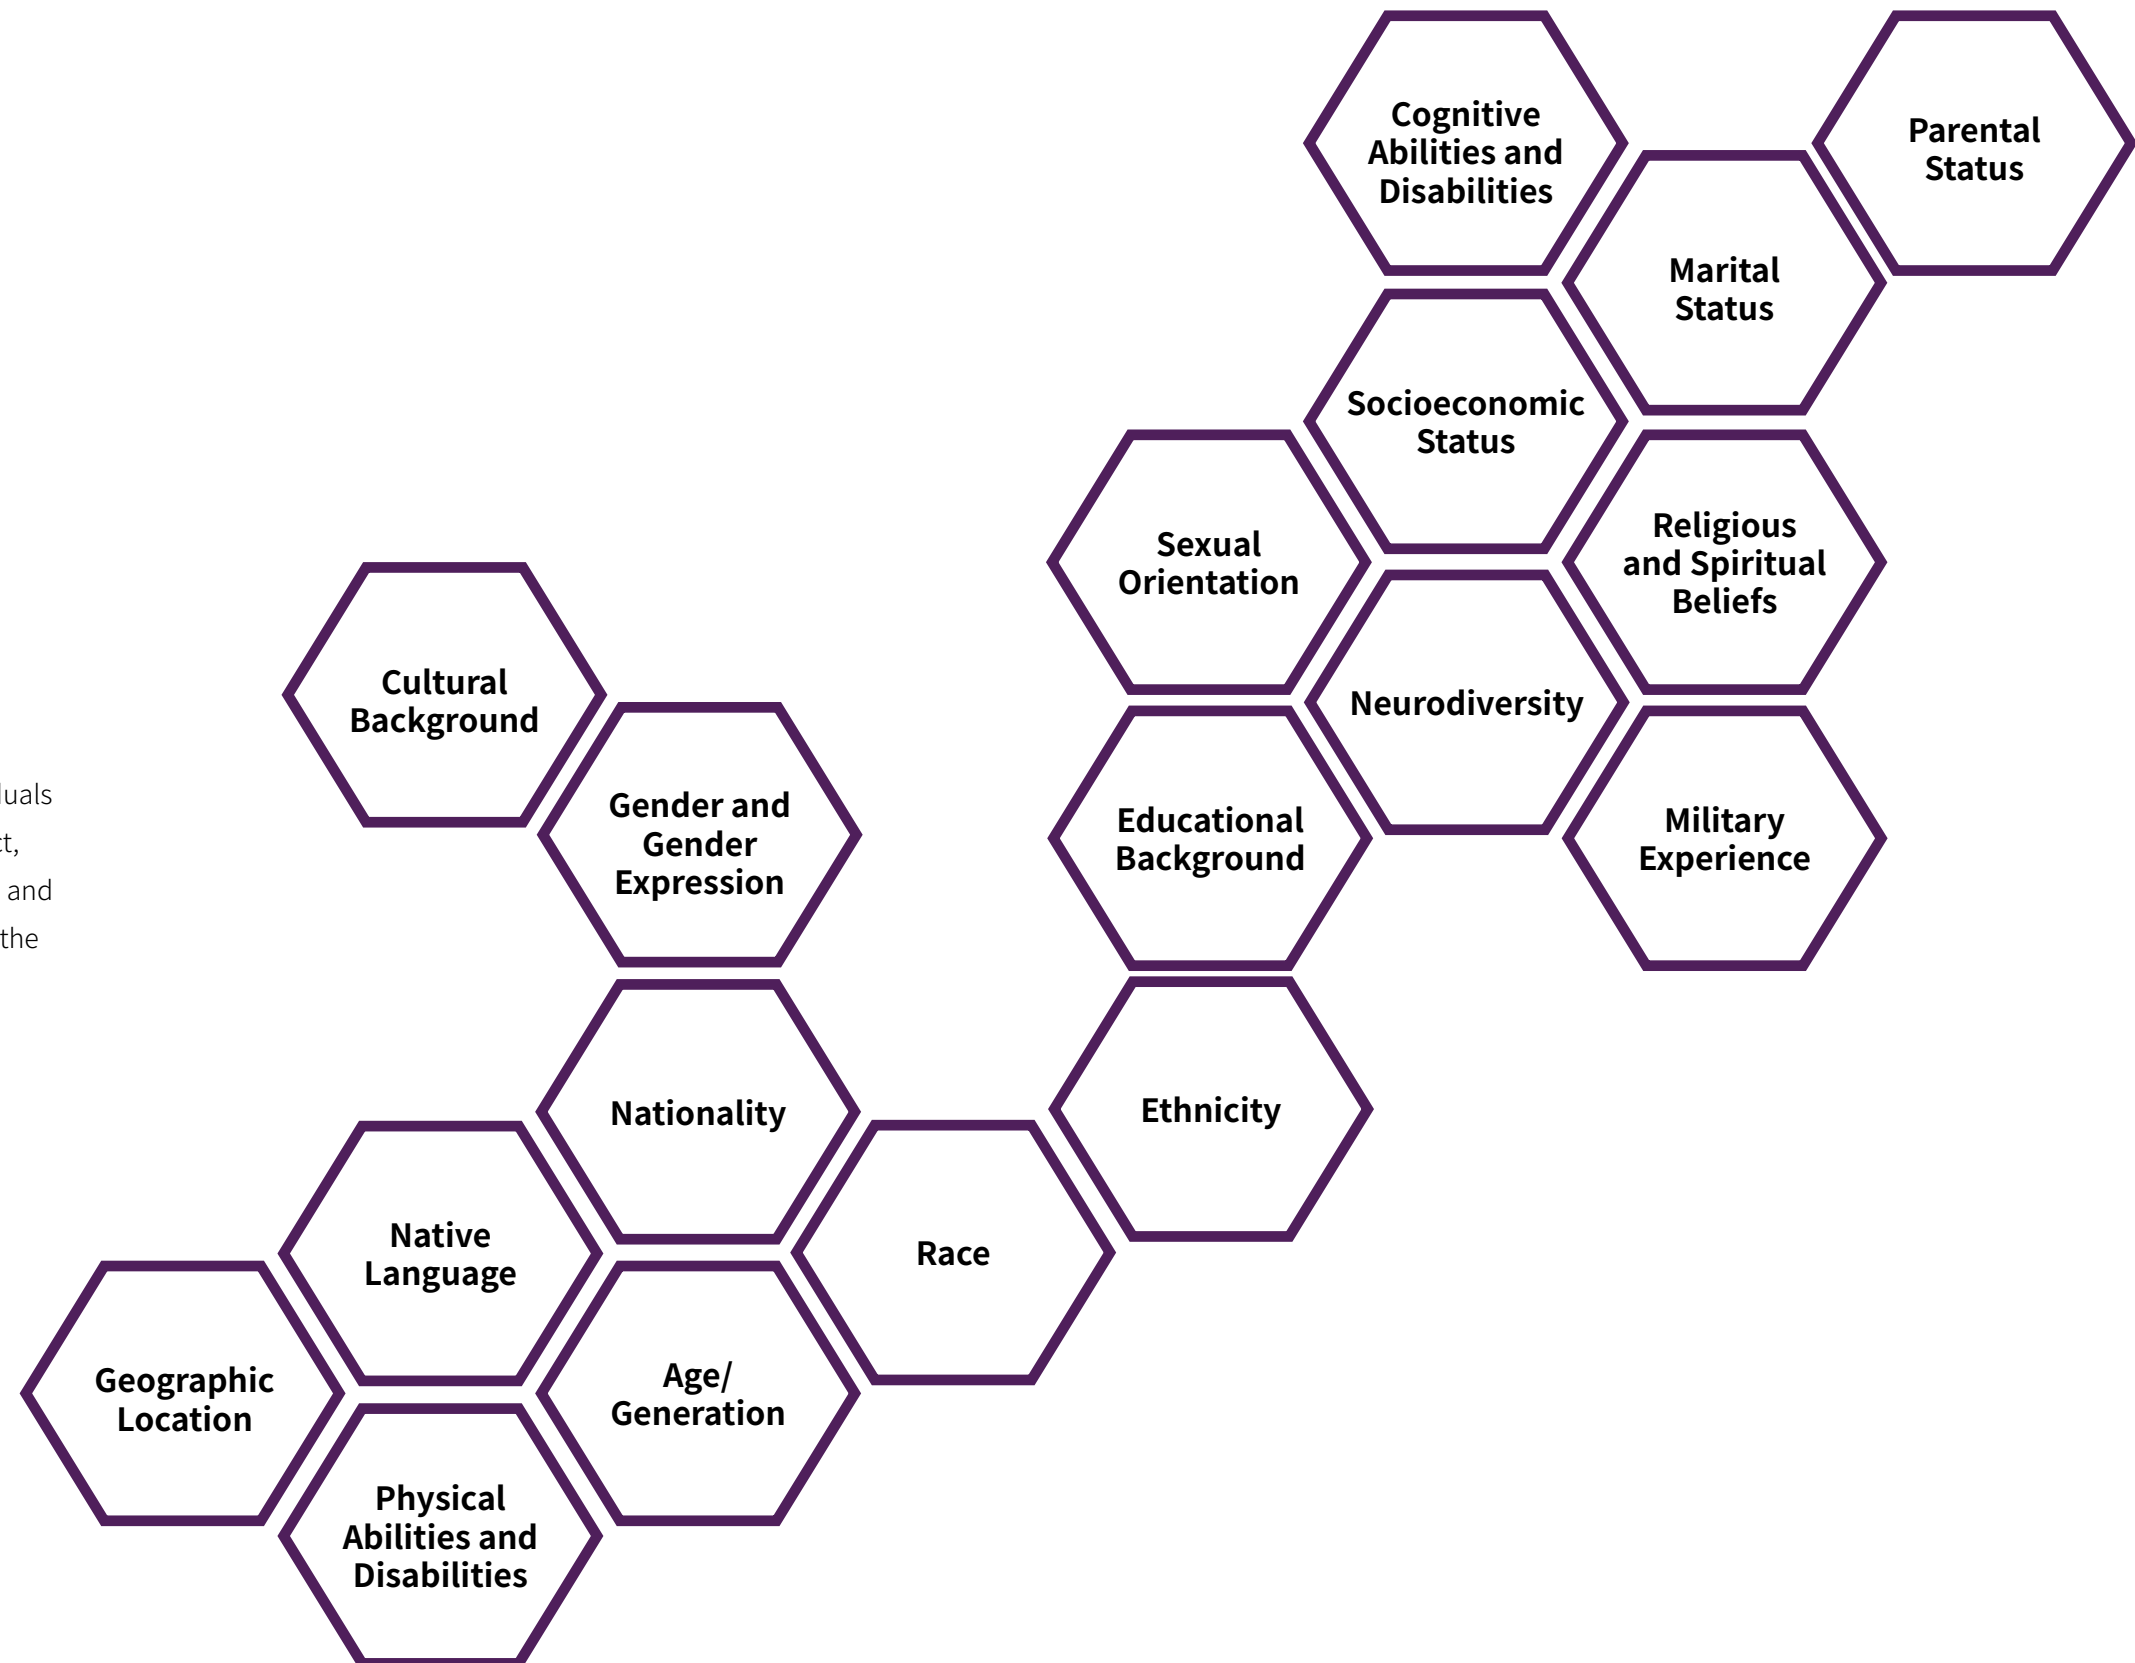 Cognitive
Abilities and
Disabilities
Parental
Status
Marital
Status
Socioeconomic
Status
Sexual
Orientation
Religious
and Spiritual
Beliefs
Cultural
Background
Neurodiversity
Gender and
Gender
Expression
Educational
Background
Military
Experience
and
the
Nationality
Ethnicity
Native
Language
Race
Geographic
Location
Age/
Generation
Physical
Abilities and
Disabilities